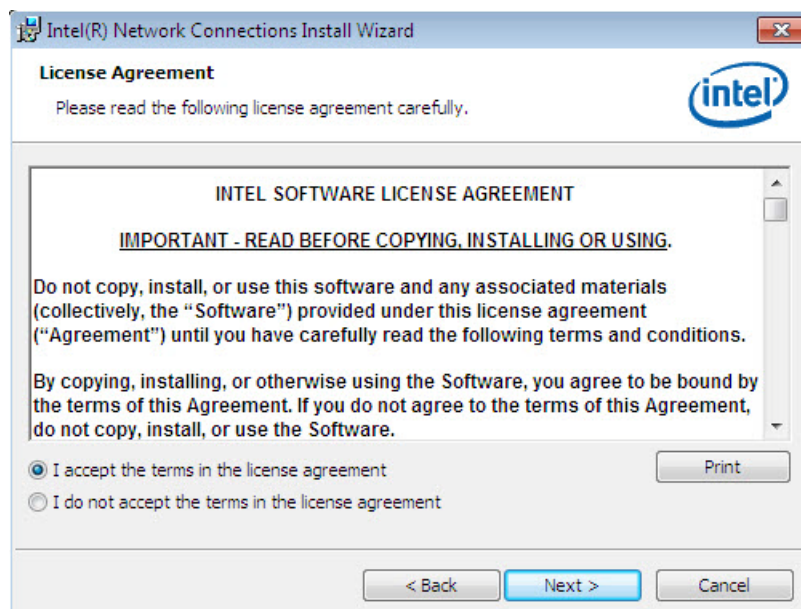 Intel(R) Network Connections Install Wizard
License Agreement
Please read the following license agreement carefully.
intel
INTEL SOFTWARE LICENSE AGREEMENT
IMPORTANT - READ BEFORE COPYING, INSTALLING OR USING.
Do not copy, install, or use this software and any associated materials
(collectively, the “Software”) provided under this license agreement
(“Agreement”) until you have carefully read the following terms and conditions.
By copying, installing, or otherwise using the Software, you agree to be bound by
the terms of this Agreement. If you do not agree to the terms of this Agreement,
do not copy, install, or use the Software.
I accept the terms in the license agreement
Print
I do not accept the terms in the license agreement
< Back
Next >
Cancel